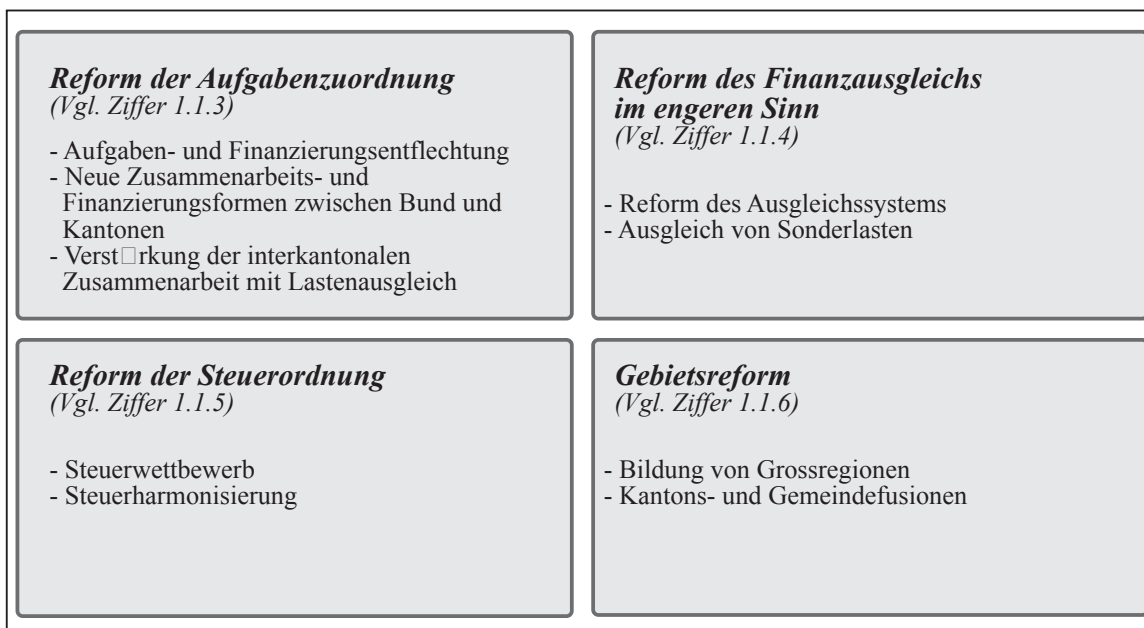 Reform der Aufgabenzuordnung
(Vgl. Ziffer 1.1.3)
- Aufgaben- und Finanzierungsentflechtung
- Neue Zusammenarbeits- und
Finanzierungsformen zwischen Bund und
Kantonen
- Verst□rkung der interkantonalen
Zusammenarbeit mit Lastenausgleich
Reform des Finanzausgleichs
im engeren Sinn
(Vgl. Ziffer 1.1.4)
- Reform des Ausgleichssystems
- Ausgleich von Sonderlasten
Reform der Steuerordnung
(Vgl. Ziffer 1.1.5)
- Steuerwettbewerb
- Steuerharmonisierung
Gebietsreform
(Vgl. Ziffer 1.1.6)
- Bildung von Grossregionen
- Kantons- und Gemeindefusionen